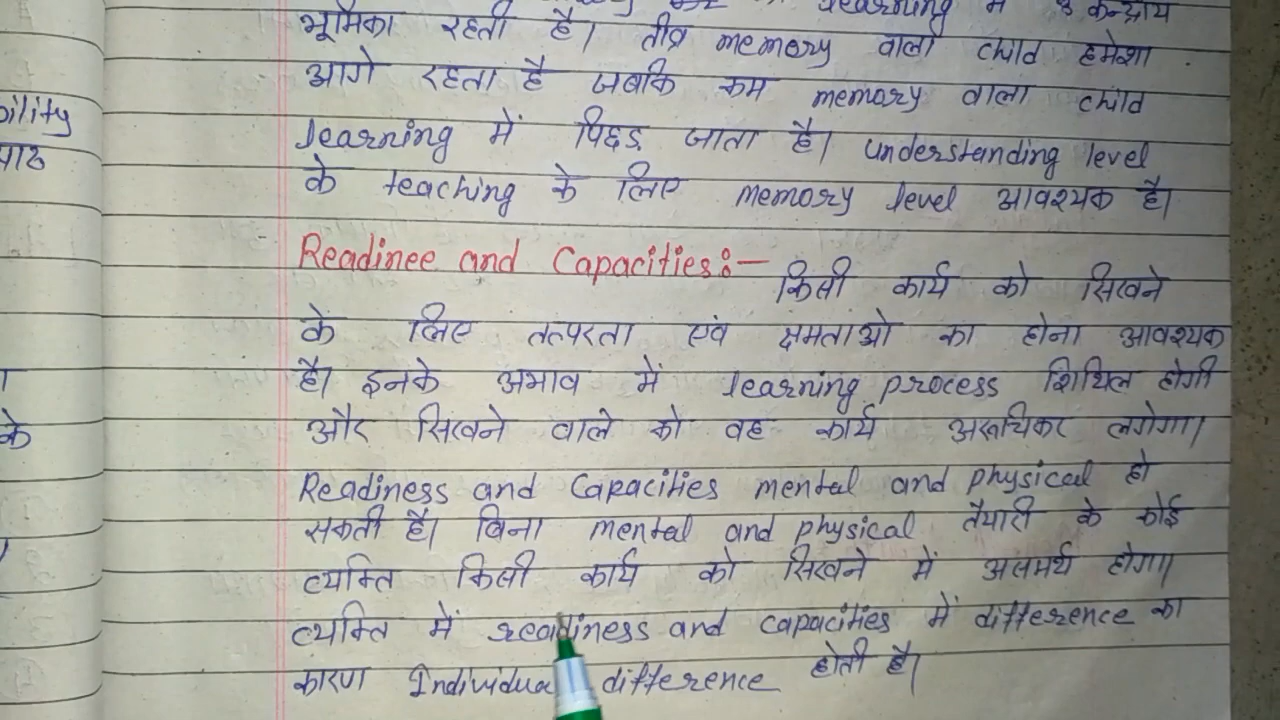 learning में
भूमिका रहती है। तीव्र memory वाला child हमेशा
आगे रहता है जबकि कम memory वाला child
learning में पिछड जाता है। understanding level
के teaching के लिए memory level आवश्यक है।
Readinee and Capacities:-
किसी कार्य को सिखने
के लिए तत्परता एवं क्षमताओ का होना आवश्यक
है। इनके अभाव में learning process शिथिल होगी
और सिखने वाले को वह कार्य अरूचिकर लगेगा।
Readiness and Capacities mental and physical हो
सकती है। बिना mental and physical तैयारी के कोई
व्यक्ति किसी कार्य को सिखने में असमर्थ होगा।
व्यक्ति में readiness and capacities में difference का
कारण Individual difference होती है।
bility
पाठ
के